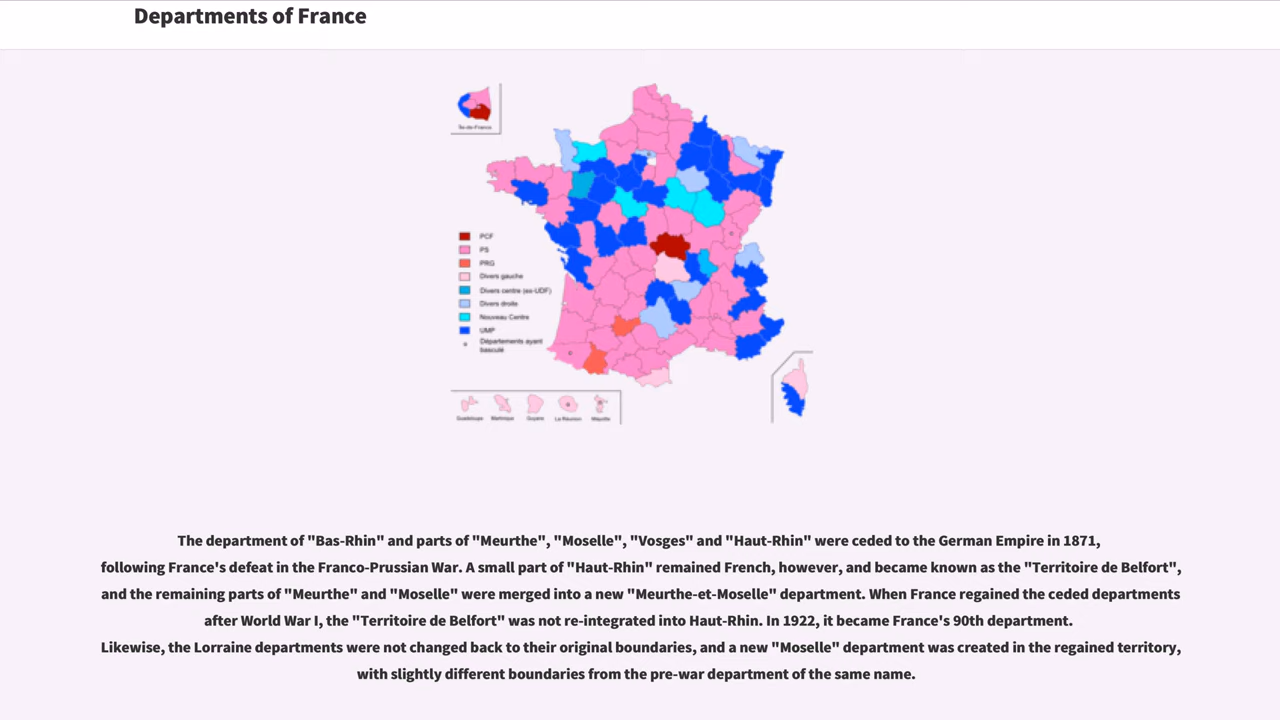 Departments of France
Île-de-France
PCF
PS
PRG
Divers gauche
Divers centre (ex-UDF)
Divers droite
Nouveau Centre
UMP
Départements ayant
basculé
Guadeloupe Martinique Guyane La Réunion Mayotte
The department of "Bas-Rhin" and parts of "Meurthe", "Moselle", "Vosges" and "Haut-Rhin" were ceded to the German Empire in 1871,
following France's defeat in the Franco-Prussian War. A small part of "Haut-Rhin" remained French, however, and became known as the "Territoire de Belfort",
and the remaining parts of "Meurthe" and "Moselle" were merged into a new "Meurthe-et-Moselle" department. When France regained the ceded departments
after World War I, the "Territoire de Belfort" was not re-integrated into Haut-Rhin. In 1922, it became France's 90th department.
Likewise, the Lorraine departments were not changed back to their original boundaries, and a new "Moselle" department was created in the regained territory,
with slightly different boundaries from the pre-war department of the same name.